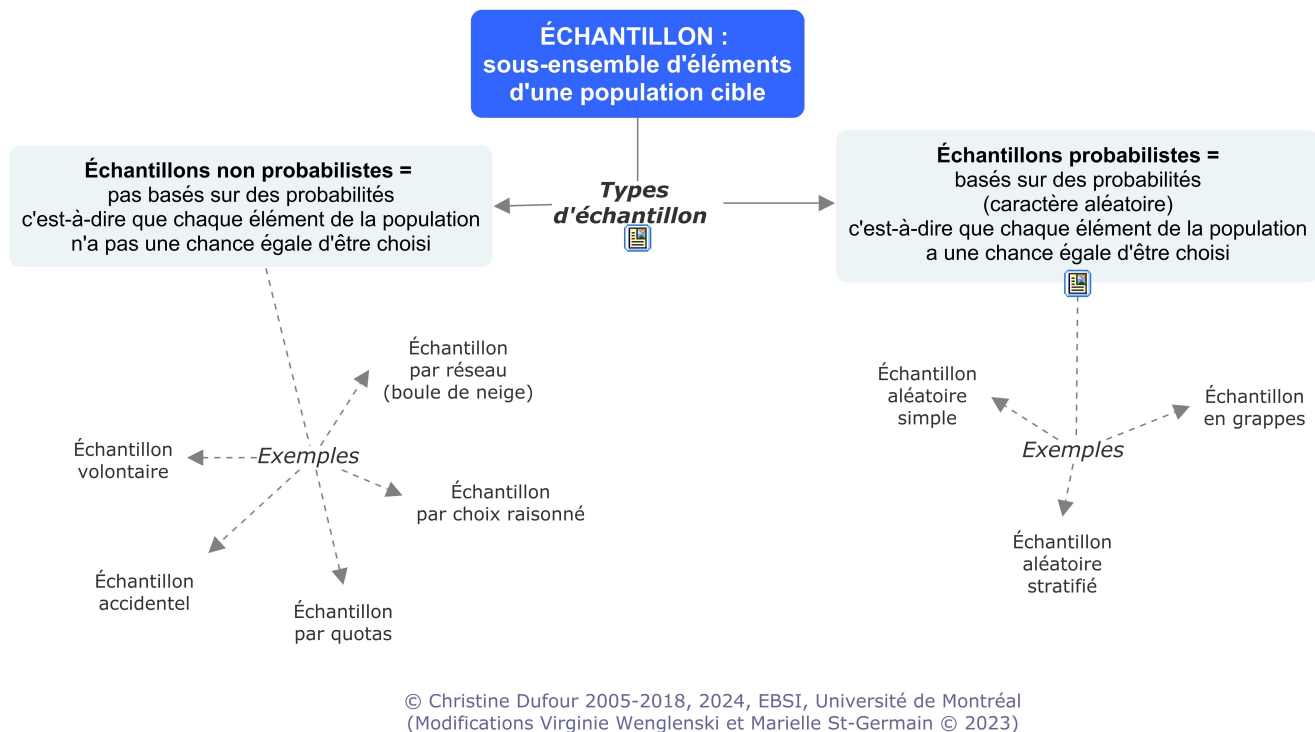 ÉCHANTILLON :
sous-ensemble d'éléments
d'une population cible
Types
d'échantillon
Échantillons non probabilistes =
pas basés sur des probabilités
c'est-à-dire que chaque élément de la population
n'a pas une chance égale d'être choisi
Exemples
Échantillon
par réseau
(boule de neige)
Échantillon
volontaire
Échantillon
par choix raisonné
Échantillon
accidentel
Échantillon
par quotas
Échantillons probabilistes =
basés sur des probabilités
(caractère aléatoire)
c'est-à-dire que chaque élément de la population
a une chance égale d'être choisi
Exemples
Échantillon
aléatoire
simple
Échantillon
en grappes
Échantillon
aléatoire
stratifié
© Christine Dufour 2005-2018, 2024, EBSI, Université de Montréal
(Modifications Virginie Wenglenski et Marielle St-Germain © 2023)